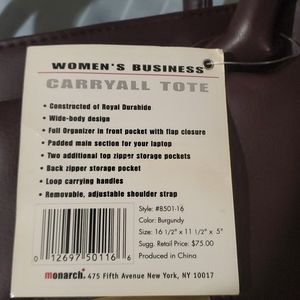 WOMEN'S BUSINESS
CARRYALL TOTE
• Constructed of Royal Durahide
• Wide-body design
• Full Organizer in front pocket with flap closure
• Padded main section for your laptop
• Two additional top zipper storage pockets
• Back zipper storage pocket
• Loop carrying handles
• Removable, adjustable shoulder strap
Style: #8501-16
Color: Burgundy
Size: 16 1/2" x 11 1/2" x 5"
Sugg. Retail Price: $75.00
Produced in China
0 12697 50116 6
monarch 475 Fifth Avenue New York, NY 10017